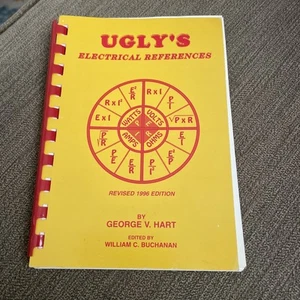 UGLY'S
ELECTRICAL REFERENCES
WATTS
VOLTS
AMPS
OHMS
R x I
E x I
√P x R
REVISED 1996 EDITION
BY
GEORGE V. HART
EDITED BY
WILLIAM C. BUCHANAN